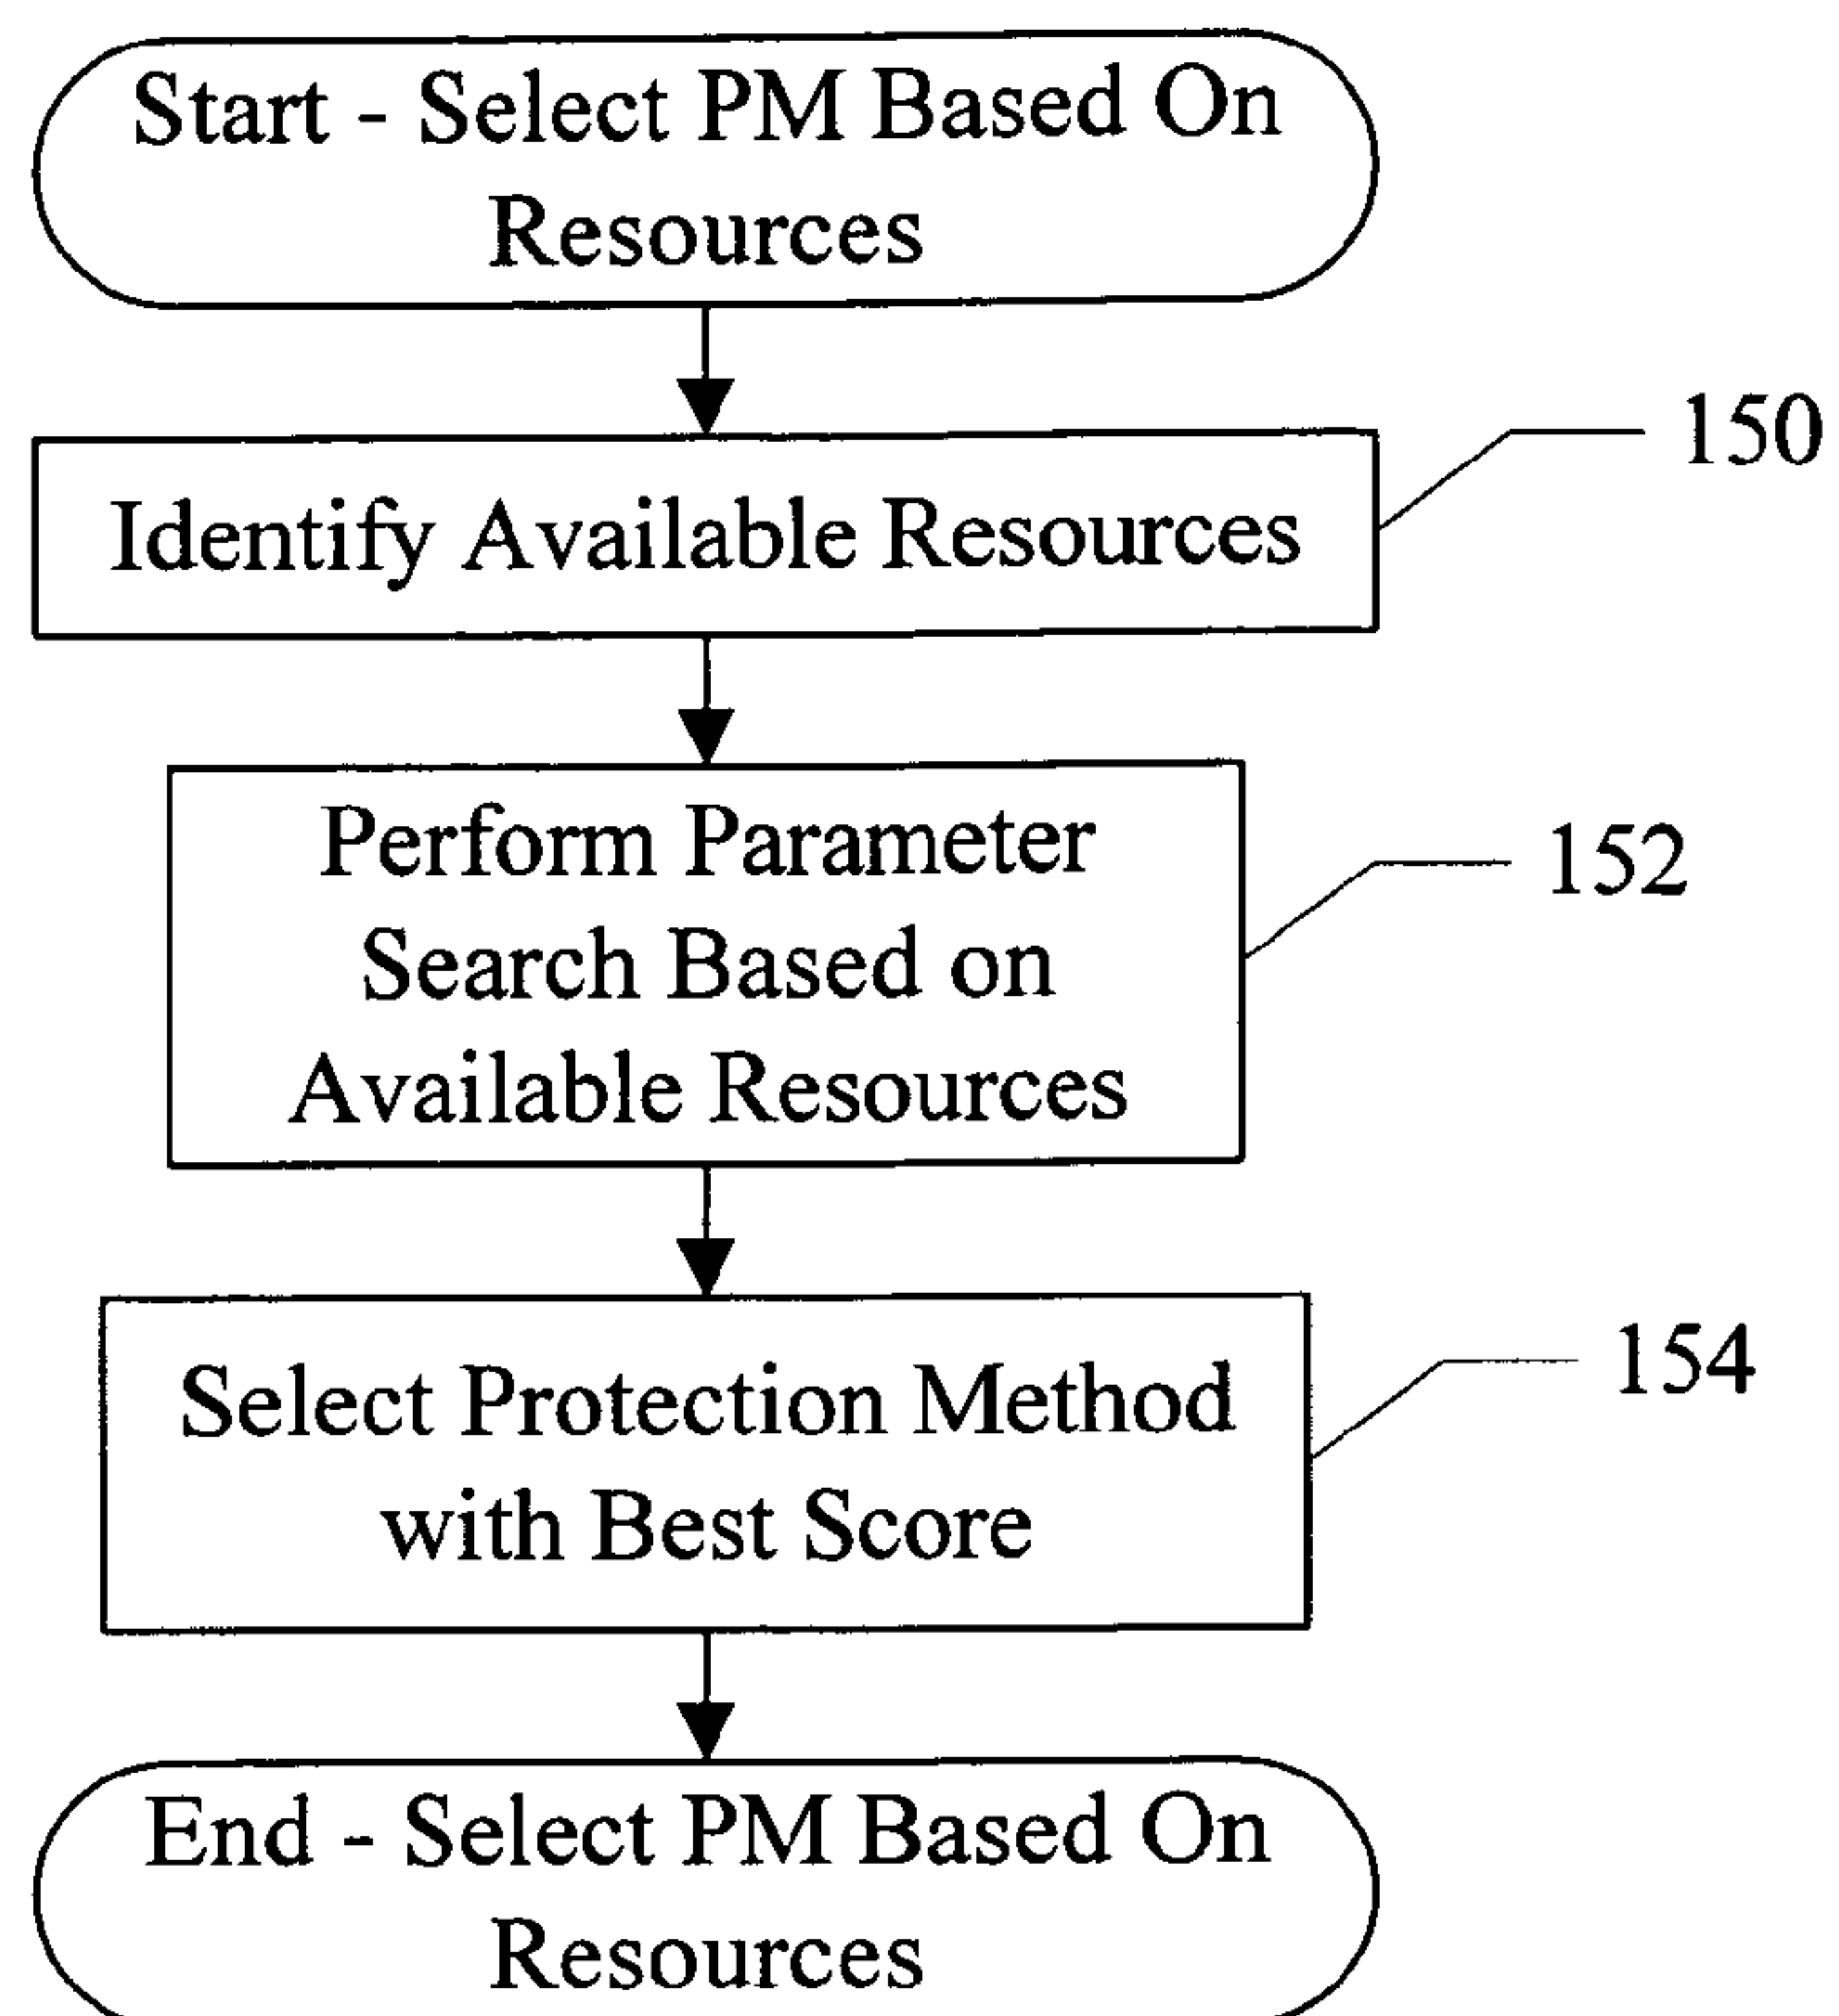 Start - Select PM Based On
Resources
150
Identify Available Resources
Perform Parameter
152
Search Based on
Available Resources
Select Protection Method
154
with Best Score
End - Select PM Based On
Resources